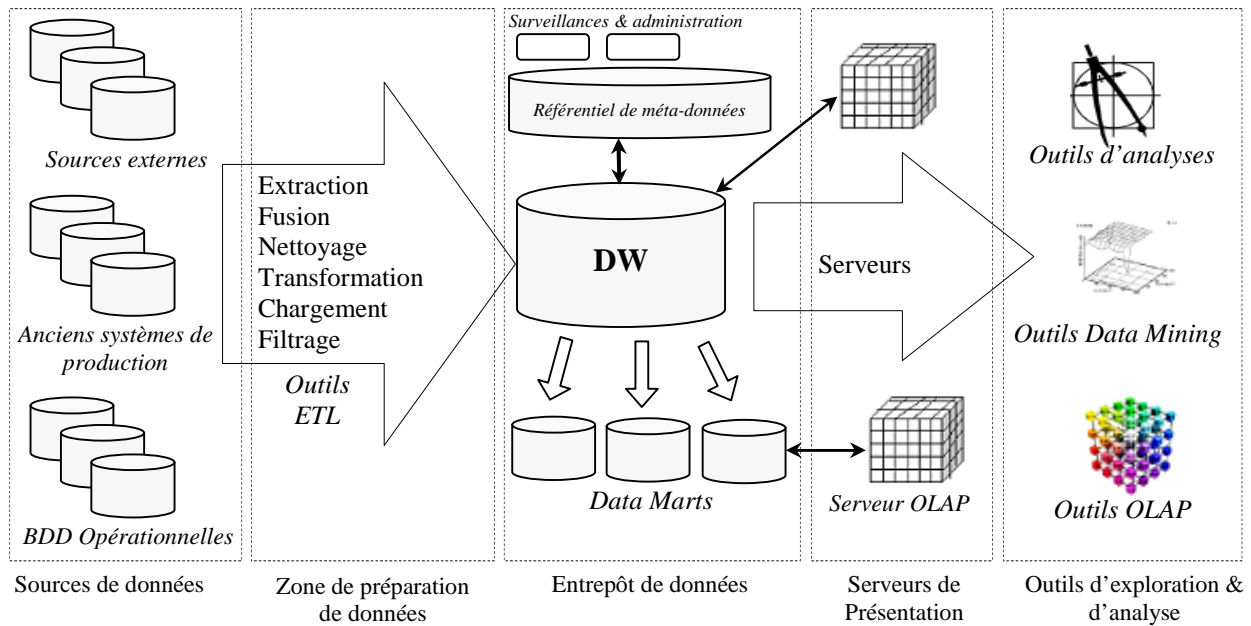 Sources externes
Anciens systèmes de
production
BDD Opérationnelles
Sources de données
Extraction
Fusion
Nettoyage
Transformation
Chargement
Filtrage
Outils
ETL
Zone de préparation
de données
Surveillances & administration
Référentiel de méta-données
DW
Data Marts
Entrepôt de données
Serveurs
Serveur OLAP
Serveurs de
Présentation
Outils d'analyses
Outils Data Mining
Outils OLAP
Outils d'exploration &
d'analyse